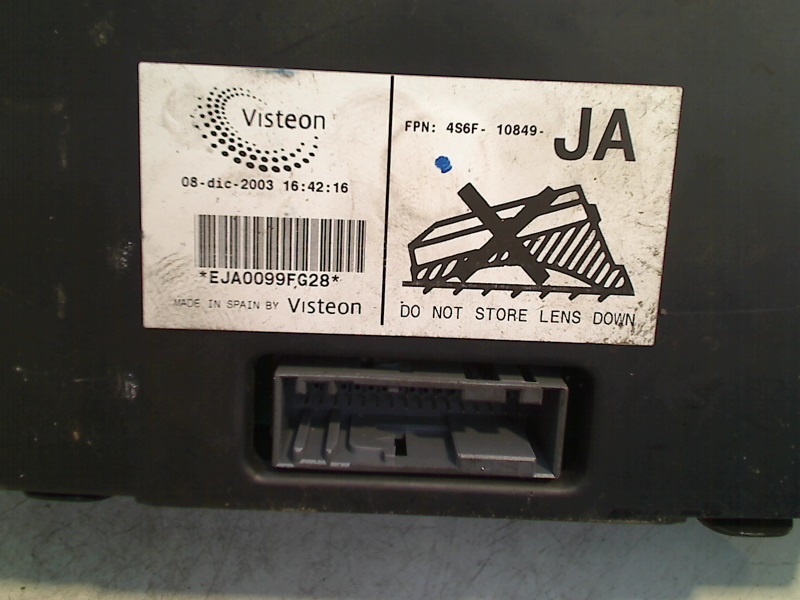 Visteon
08-dic-2003 16:42:16
*EJA0099FG28*
MADE IN SPAIN BY Visteon
FPN: 4S6F- 10849- JA
DO NOT STORE LENS DOWN